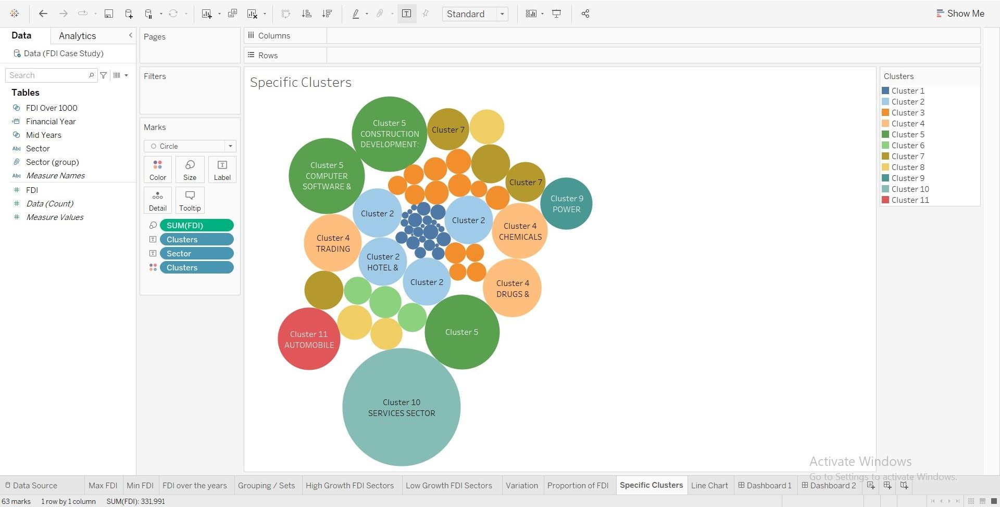 Standard
Show Me
Data
Analytics
Pages
Columns
Data (FDI Case Study)
Rows
Search
Filters
Specific Clusters
Tables
FDI Over 1000
Financial Year
Mid Years
Abc Sector
Sector (group)
Abc Measure Names
FDI
Data (Count)
Measure Values
Marks
Circle
Color
Size
Label
Detail
Tooltip
SUM(FDI)
Clusters
Sector
Clusters
Cluster 5
CONSTRUCTION
DEVELOPMENT:
Cluster 7
Cluster 5
COMPUTER
SOFTWARE &
Cluster 7
Cluster 9
POWER
Cluster 2
Cluster 2
Cluster 4
CHEMICALS
Cluster 4
TRADING
Cluster 2
HOTEL &
Cluster 2
Cluster 4
DRUGS &
Cluster 11
AUTOMOBILE
Cluster 5
Cluster 10
SERVICES SECTOR
Clusters
Cluster 1
Cluster 2
Cluster 3
Cluster 4
Cluster 5
Cluster 6
Cluster 7
Cluster 8
Cluster 9
Cluster 10
Cluster 11
Activate Windows
Go to Settings to activate Windows.
Data Source
Max FDI
Min FDI
FDI over the years
Grouping / Sets
High Growth FDI Sectors
Low Growth FDI Sectors
Variation
Proportion of FDI
Specific Clusters
Line Chart
Dashboard 1
Dashboard 2
63 marks
1 row by 1 column
SUM(FDI): 331,991